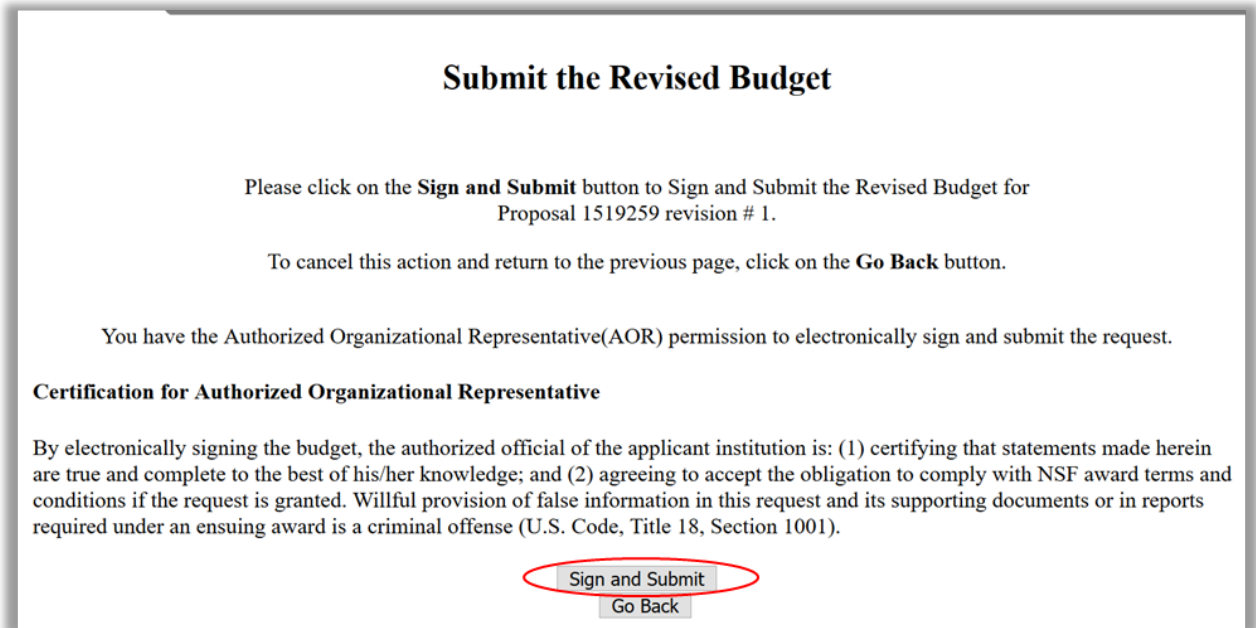 Submit the Revised Budget
Please click on the Sign and Submit button to Sign and Submit the Revised Budget for
Proposal 1519259 revision # 1.
To cancel this action and return to the previous page, click on the Go Back button.
You have the Authorized Organizational Representative(AOR) permission to electronically sign and submit the request.
Certification for Authorized Organizational Representative
By electronically signing the budget, the authorized official of the applicant institution is: (1) certifying that statements made herein
are true and complete to the best of his/her knowledge; and (2) agreeing to accept the obligation to comply with NSF award terms and
conditions if the request is granted. Willful provision of false information in this request and its supporting documents or in reports
required under an ensuing award is a criminal offense (U.S. Code, Title 18, Section 1001).
Sign and Submit
Go Back